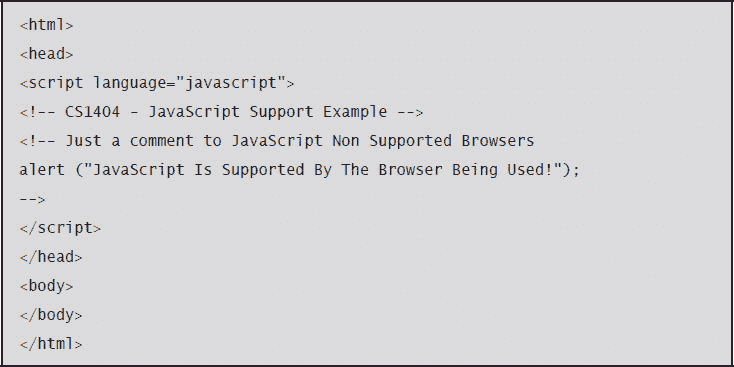 <html>
<head>
<script language="javascript">
<!-- CS1404 - JavaScript Support Example -->
<!-- Just a comment to JavaScript Non Supported Browsers
alert ("JavaScript Is Supported By The Browser Being Used!");
-->
</script>
</head>
<body>
</body>
</html>